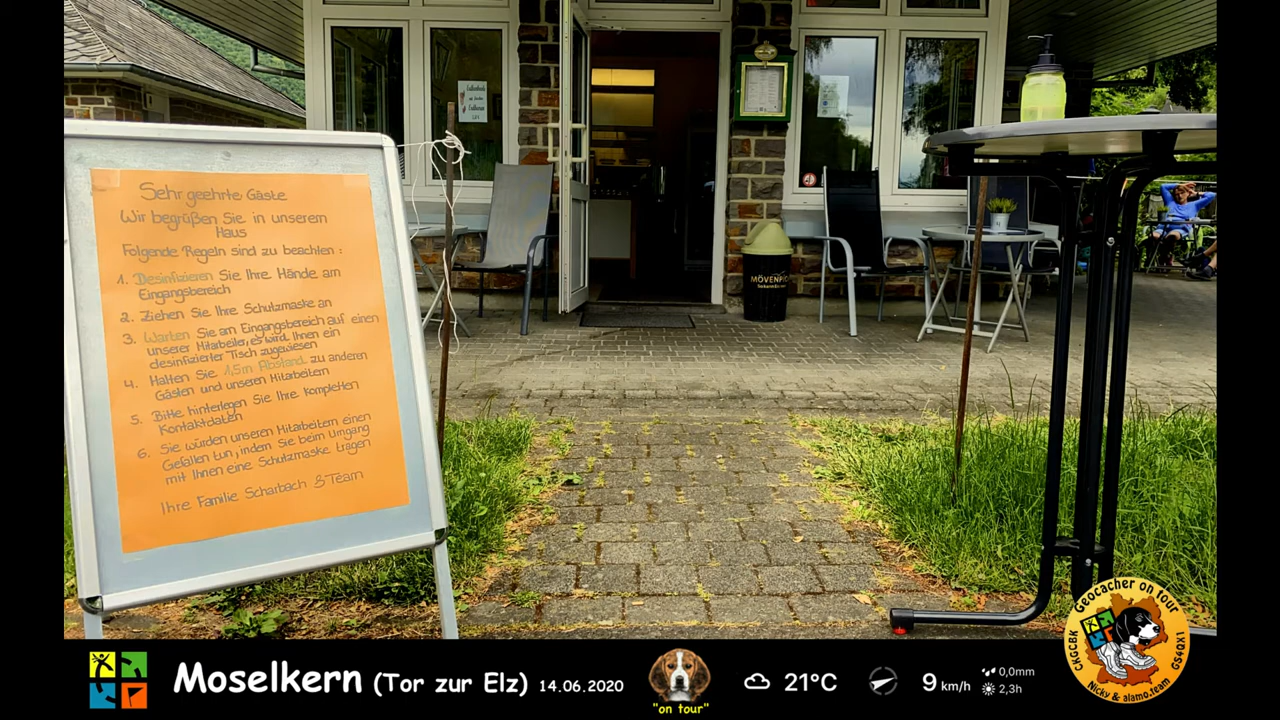 Sehr geehrte Gäste
Wir begrüßen Sie in unserem
Haus
Folgende Regeln sind zu beachten :
1. Desinfizieren Sie Ihre Hände am
Eingangsbereich
2. Ziehen Sie Ihre Schutzmaske an
3. Warten Sie am Eingangsbereich auf einen
unserer Mitarbeiter, es wird Ihnen ein
desinfizierter Tisch zugewiesen
4. Halten Sie 1,5m Abstand zu anderen
Gästen und unseren Mitarbeitern
5. Bitte hinterlegen Sie Ihre kompletten
Kontaktdaten
6. Sie würden unseren Mitarbeitern einen
Gefallen tun, inden Sie beim Umgang
mit Ihnen eine Schutzmaske tragen
Ihre Familie Scharbach & Team
MÖVENPIC
Moselkern (Tor zur Elz) 14.06.2020
"on tour"
21°C
9 km/h
0,0mm
2,3h
Geocacher on tour
CKGCBK
GS4QX1
Nicky & alamo.team